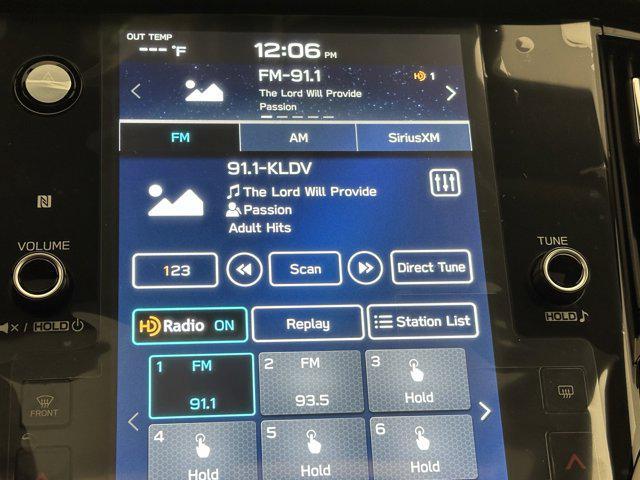 OUT TEMP
--- °F
12:06 PM
FM-91.1
HD 1
The Lord Will Provide
Passion
FM AM SiriusXM
91.1-KLDV
The Lord Will Provide
Passion
Adult Hits
N
VOLUME
TUNE
123 Scan Direct Tune
HD Radio ON Replay Station List
/ HOLD
HOLD
1 FM 91.1
2 FM 93.5
3 Hold
FRONT
4 Hold
5 Hold
6 Hold